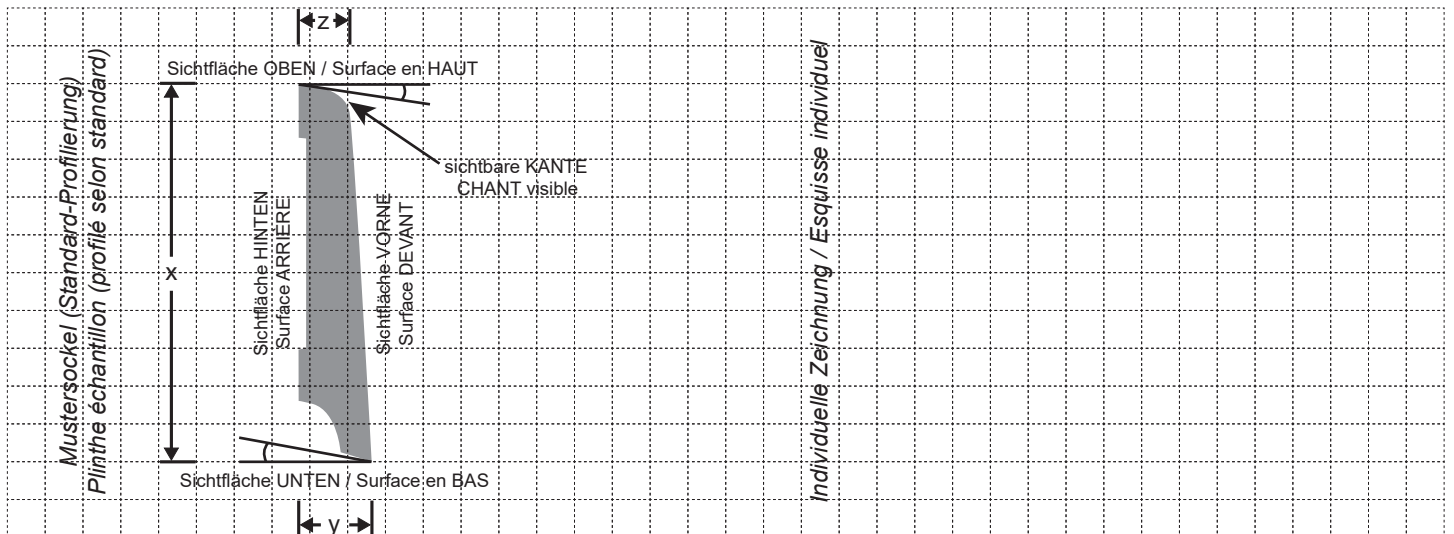 z
Sichtfläche OBEN / Surface en HAUT
Mustersockel (Standard-Profilierung)
Plinthe échantillon (profilé selon standard)
x
sichtbare KANTE
CHANT visible
Sichtfläche HINTEN
Surface ARRIERE
Sichtfläche VORNE
Surface DEVANT
Sichtfläche UNTEN / Surface en BAS
y
Individuelle Zeichnung / Esquisse individuel